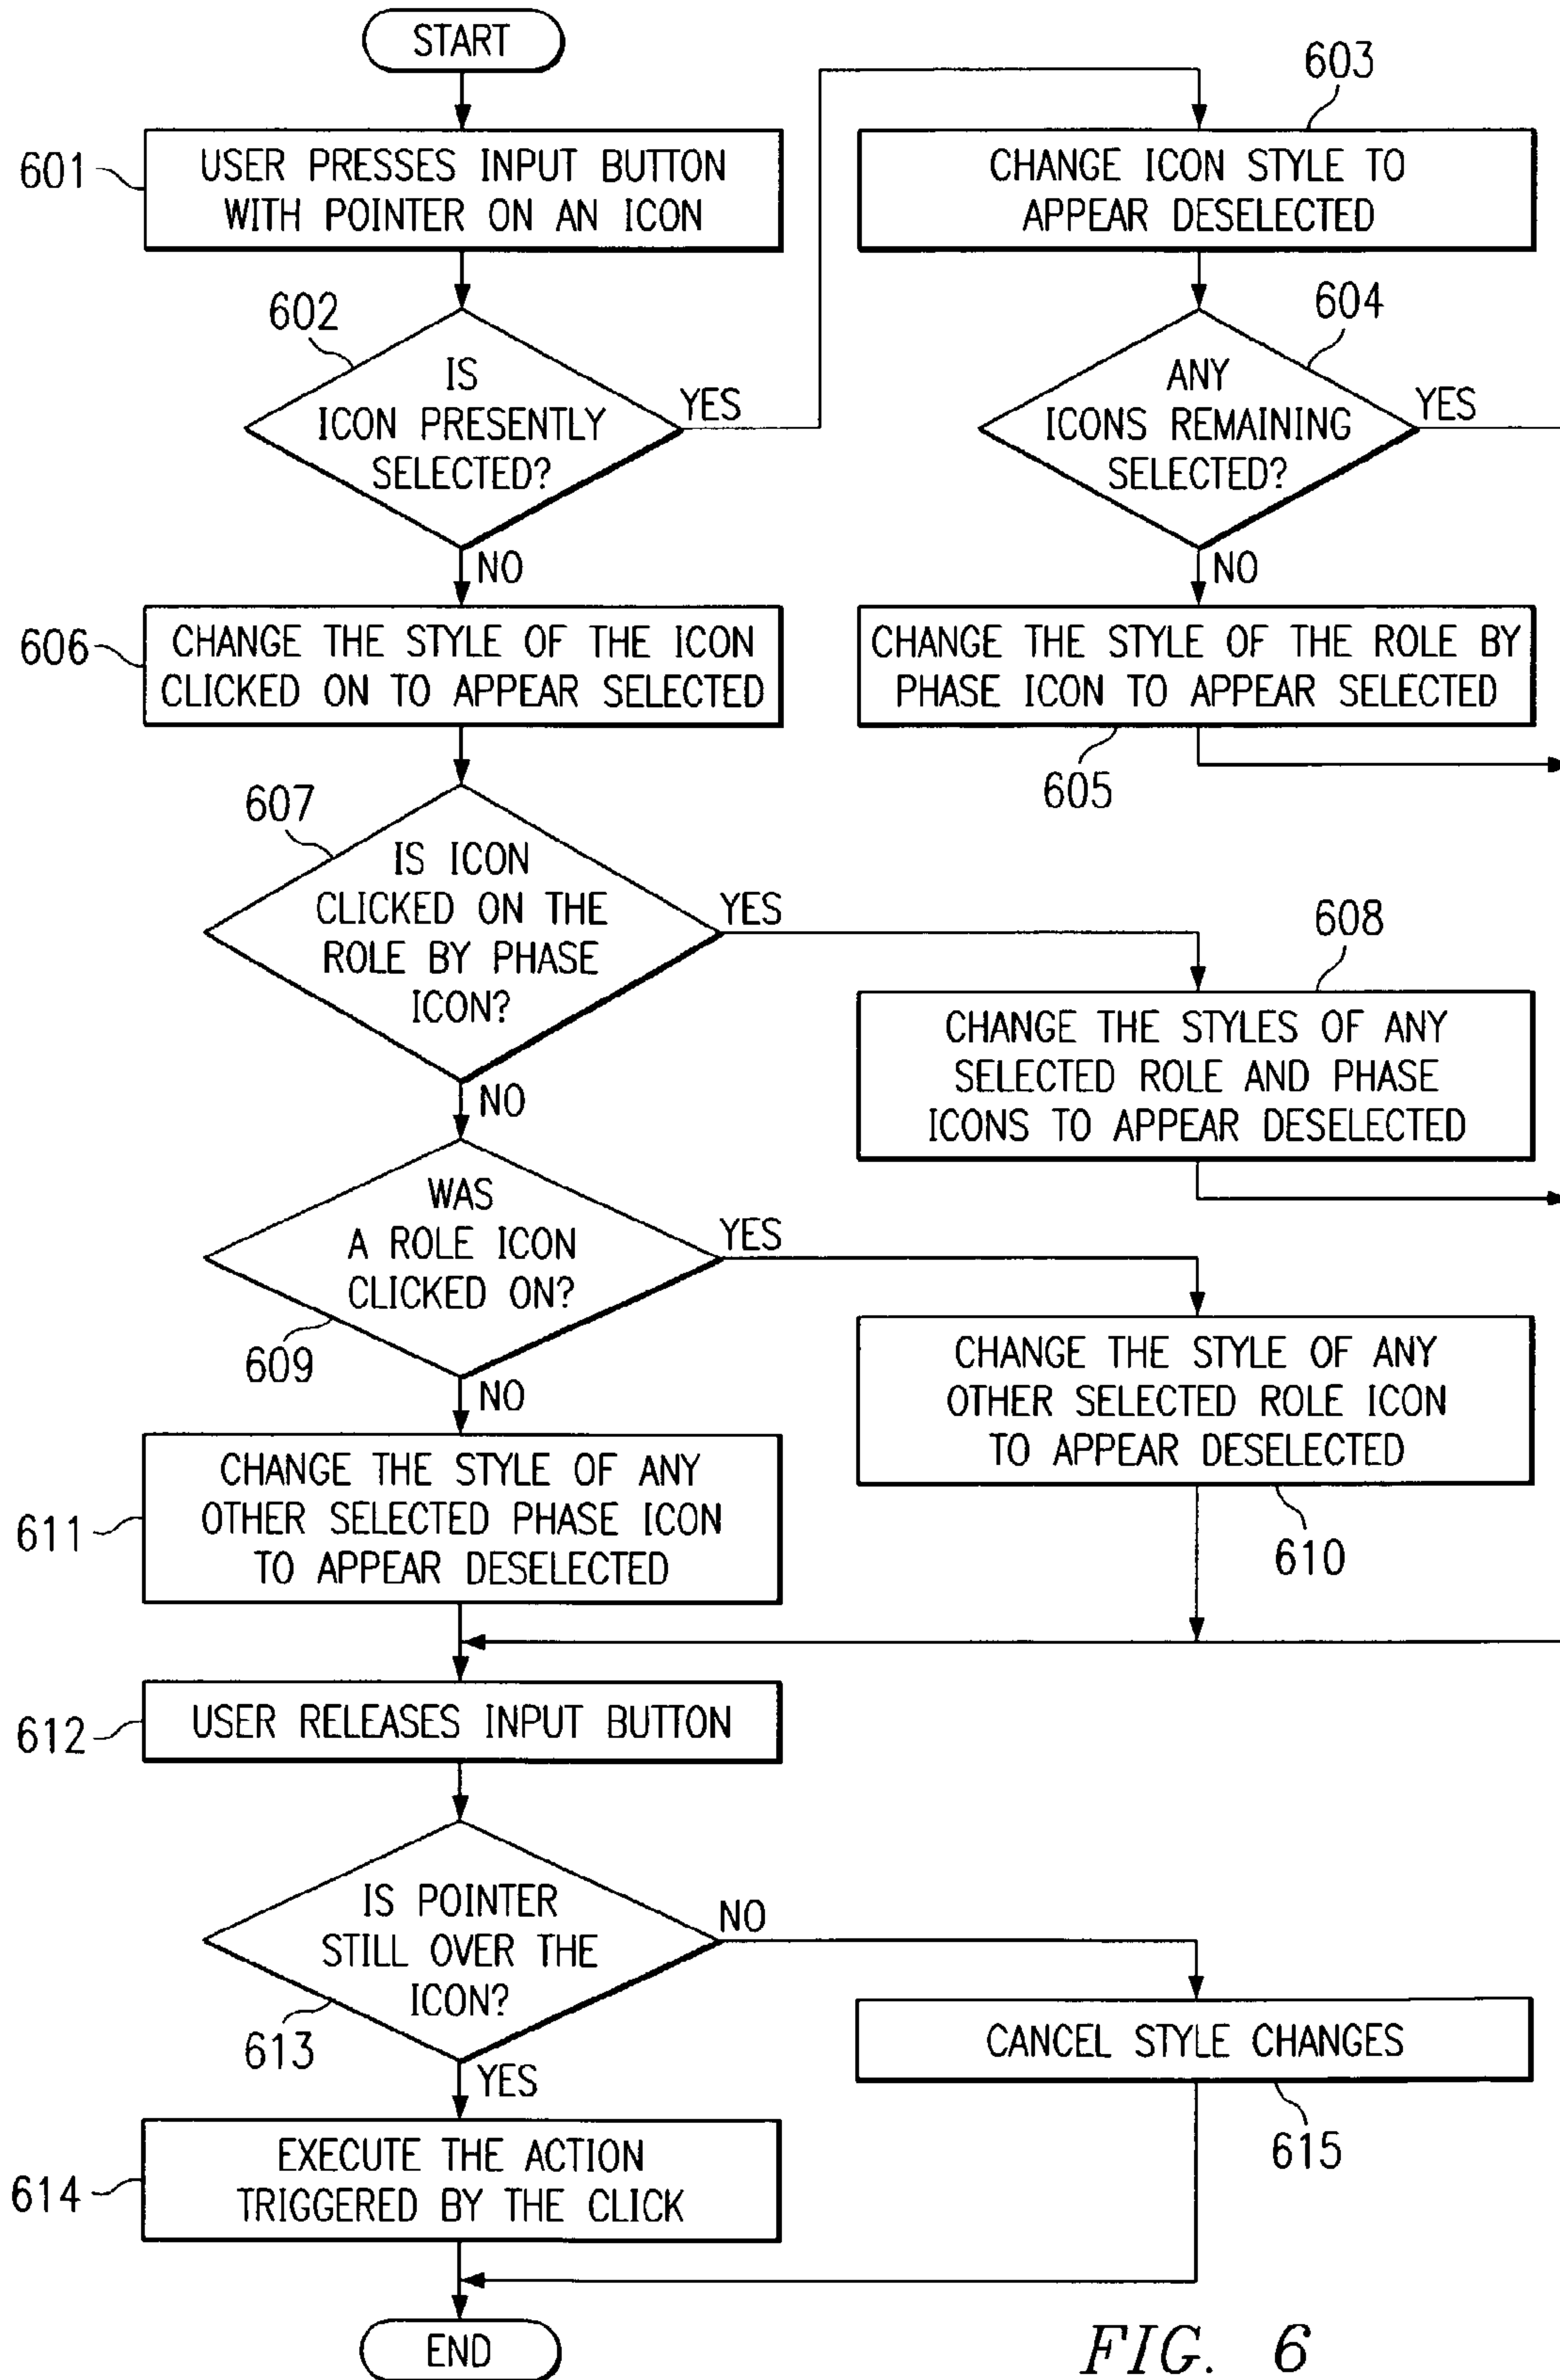 START
601
USER PRESSES INPUT BUTTON
WITH POINTER ON AN ICON
603
CHANGE ICON STYLE TO
APPEAR DESELECTED
602
IS
ICON PRESENTLY
SELECTED?
YES
NO
604
ANY
ICONS REMAINING
SELECTED?
YES
NO
606
CHANGE THE STYLE OF THE ICON
CLICKED ON TO APPEAR SELECTED
CHANGE THE STYLE OF THE ROLE BY
PHASE ICON TO APPEAR SELECTED
605
607
IS ICON
CLICKED ON THE
ROLE BY PHASE
ICON?
YES
NO
608
CHANGE THE STYLES OF ANY
SELECTED ROLE AND PHASE
ICONS TO APPEAR DESELECTED
WAS
A ROLE ICON
CLICKED ON?
YES
609
NO
CHANGE THE STYLE OF ANY
OTHER SELECTED ROLE ICON
TO APPEAR DESELECTED
610
611
CHANGE THE STYLE OF ANY
OTHER SELECTED PHASE ICON
TO APPEAR DESELECTED
612
USER RELEASES INPUT BUTTON
IS POINTER
STILL OVER THE
ICON?
NO
613
YES
CANCEL STYLE CHANGES
615
614
EXECUTE THE ACTION
TRIGGERED BY THE CLICK
END
FIG. 6